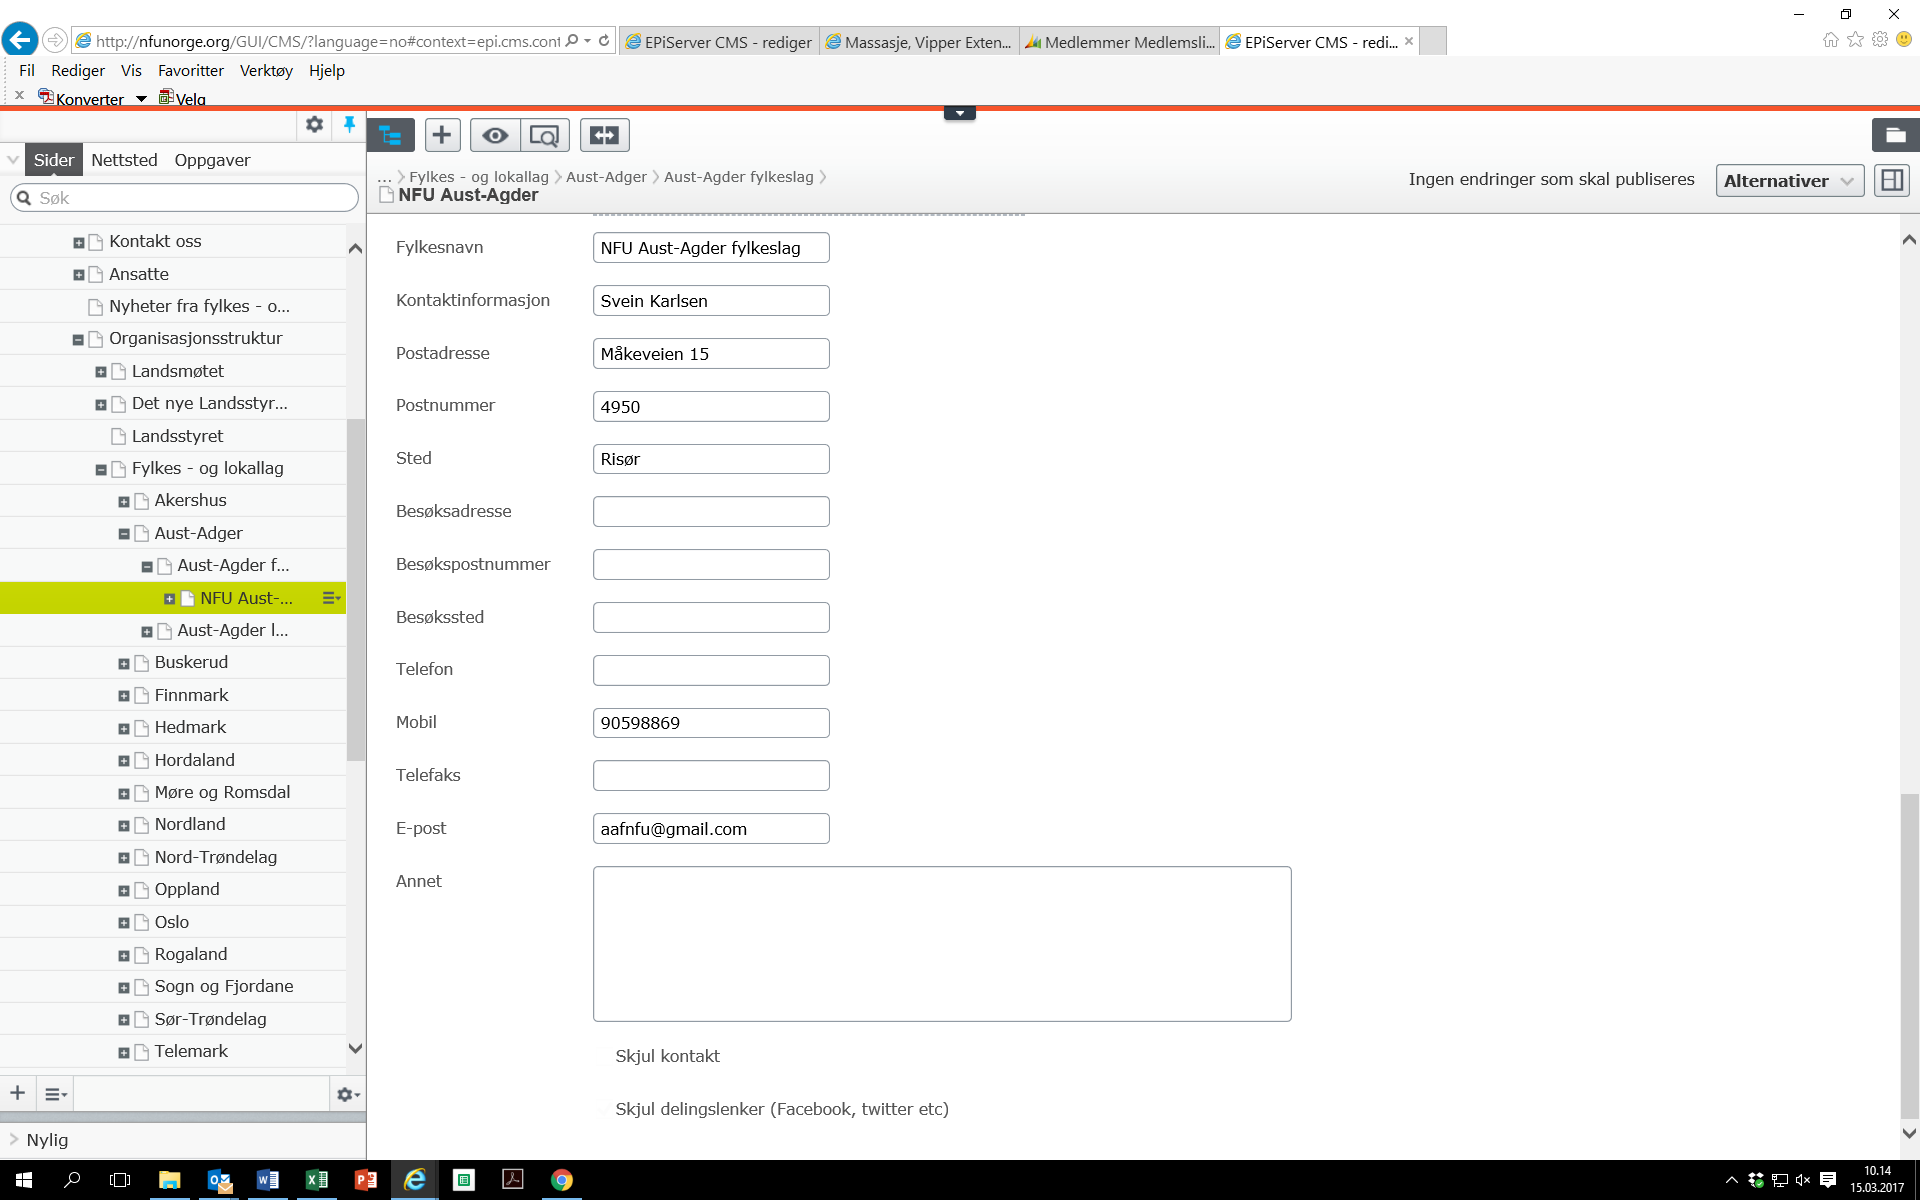 http://nfunorge.org/GUI/CMS/?language=no#context=epi.cms.cont
EPiServer CMS - rediger
Massasje, Vipper Exten...
Medlemmer Medlemsli...
EPiServer CMS - redi...
Fil Rediger Vis Favoritter Verktøy Hjelp
x Konverter Velg
Sider Nettsted Oppgaver
Søk
Kontakt oss
Ansatte
Nyheter fra fylkes - o...
Organisasjonsstruktur
Landsmøtet
Det nye Landsstyr...
Landsstyret
Fylkes - og lokallag
Akershus
Aust-Adger
Aust-Agder f...
NFU Aust-...
Aust-Agder l...
Buskerud
Finnmark
Hedmark
Hordaland
Møre og Romsdal
Nordland
Nord-Trøndelag
Oppland
Oslo
Rogaland
Sogn og Fjordane
Sør-Trøndelag
Telemark
Nylig
... Fylkes - og lokallag Aust-Adger Aust-Agder fylkeslag
NFU Aust-Agder
Ingen endringer som skal publiseres
Alternativer
Fylkesnavn NFU Aust-Agder fylkeslag
Kontaktinformasjon Svein Karlsen
Postadresse Måkeveien 15
Postnummer 4950
Sted Risør
Besøksadresse
Besøkspostnummer
Besøkssted
Telefon
Mobil 90598869
Telefaks
E-post aafnfu@gmail.com
Annet
Skjul kontakt
Skjul delingslenker (Facebook, twitter etc)
10.14
15.03.2017